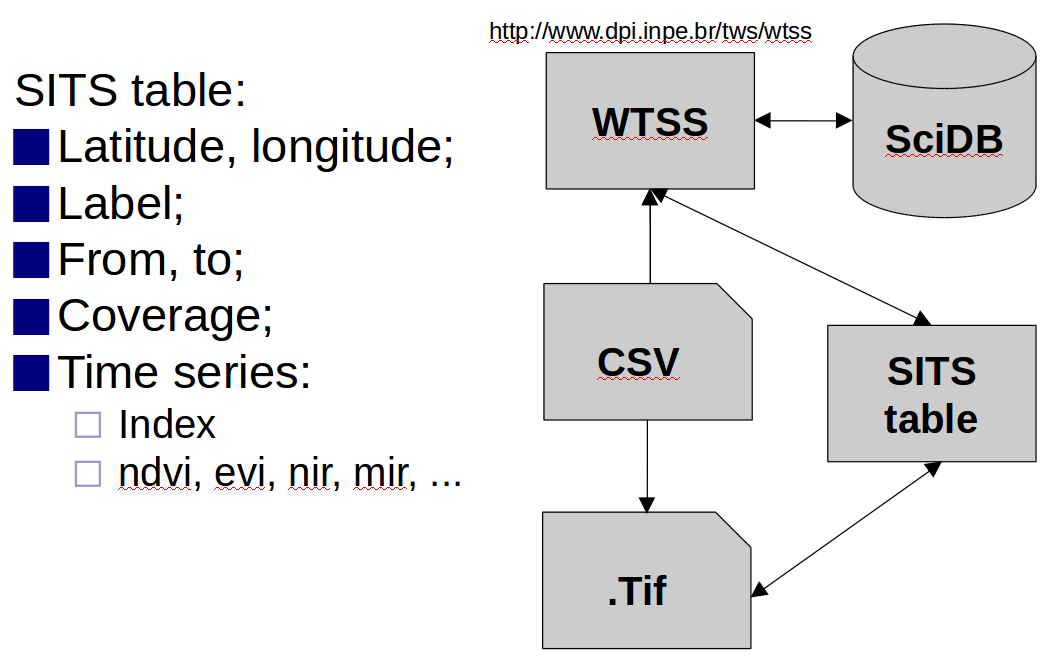 http://www.dpi.inpe.br/tws/wtss
SITS table:
Latitude, longitude;
Label;
From, to;
Coverage;
Time series:
Index
ndvi, evi, nir, mir, ...
WTSS
SciDB
CSV
SITS
table
.Tif